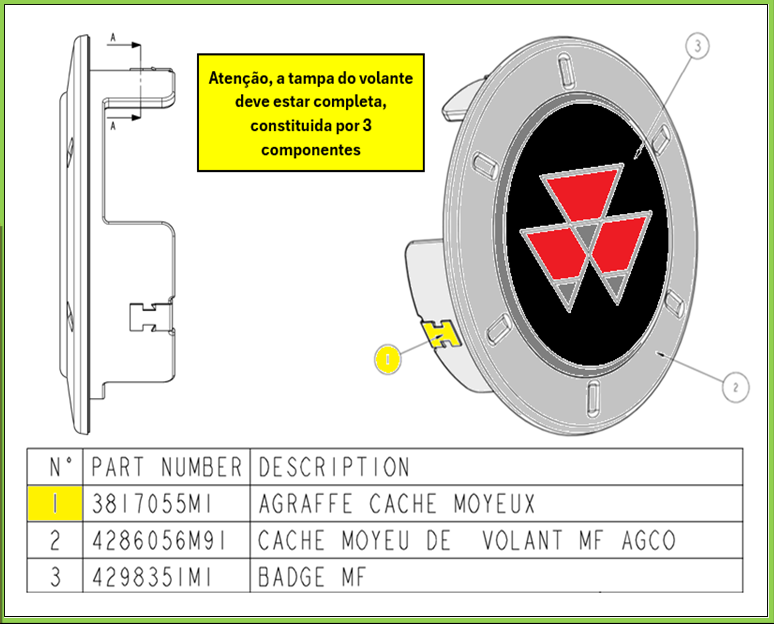 A
A
Atenção, a tampa do volante
deve estar completa,
constituida por 3
componentes
3
1
2
N° PART NUMBER DESCRIPTION
1 3817055M1 AGRAFFE CACHE MOYEUX
2 4286056M91 CACHE MOYEU DE VOLANT MF AGCO
3 4298351M1 BADGE MF